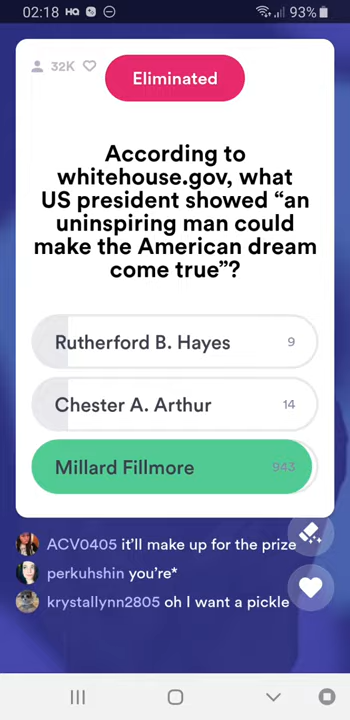 02:18 HQ 93%
32K
Eliminated
According to
whitehouse.gov, what
US president showed “an
uninspiring man could
make the American dream
come true”?
Rutherford B. Hayes 9
Chester A. Arthur 14
Millard Fillmore 943
ACV0405 it'll make up for the prize
perkuhshin you're*
krystallynn2805 oh I want a pickle